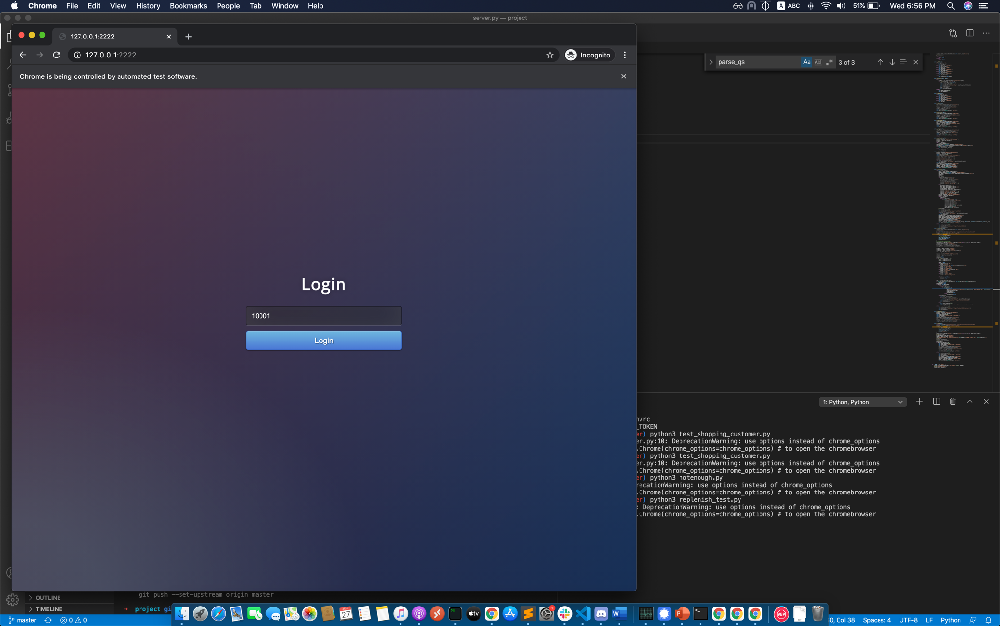 Chrome File Edit View History Bookmarks People Tab Window Help
A ABC 51% Wed 6:56 PM
server.py — project
127.0.0.1:2222
127.0.0.1:2222
Incognito
Chrome is being controlled by automated test software.
parse_qs
Aa Abl .* 3 of 3
Login
10001
Login
1: Python, Python
nvrc
_TOKEN
er) python3 test_shopping_customer.py
er.py:10: DeprecationWarning: use options instead of chrome_options
.Chrome(chrome_options=chrome_options) # to open the chromebrowser
er) python3 test_shopping_customer.py
er.py:10: DeprecationWarning: use options instead of chrome_options
.Chrome(chrome_options=chrome_options) # to open the chromebrowser
er) python3 notenough.py
recationWarning: use options instead of chrome_options
.Chrome(chrome_options=chrome_options) # to open the chromebrowser
er) python3 replenish_test.py
: DeprecationWarning: use options instead of chrome_options
.Chrome(chrome_options=chrome_options) # to open the chromebrowser
git push --set-upstream origin master
OUTLINE
TIMELINE
→ project gi
JAN
27
tv
1
P
W
ABP
TXT
master 0 0
60, Col 38 Spaces: 4 UTF-8 LF Python